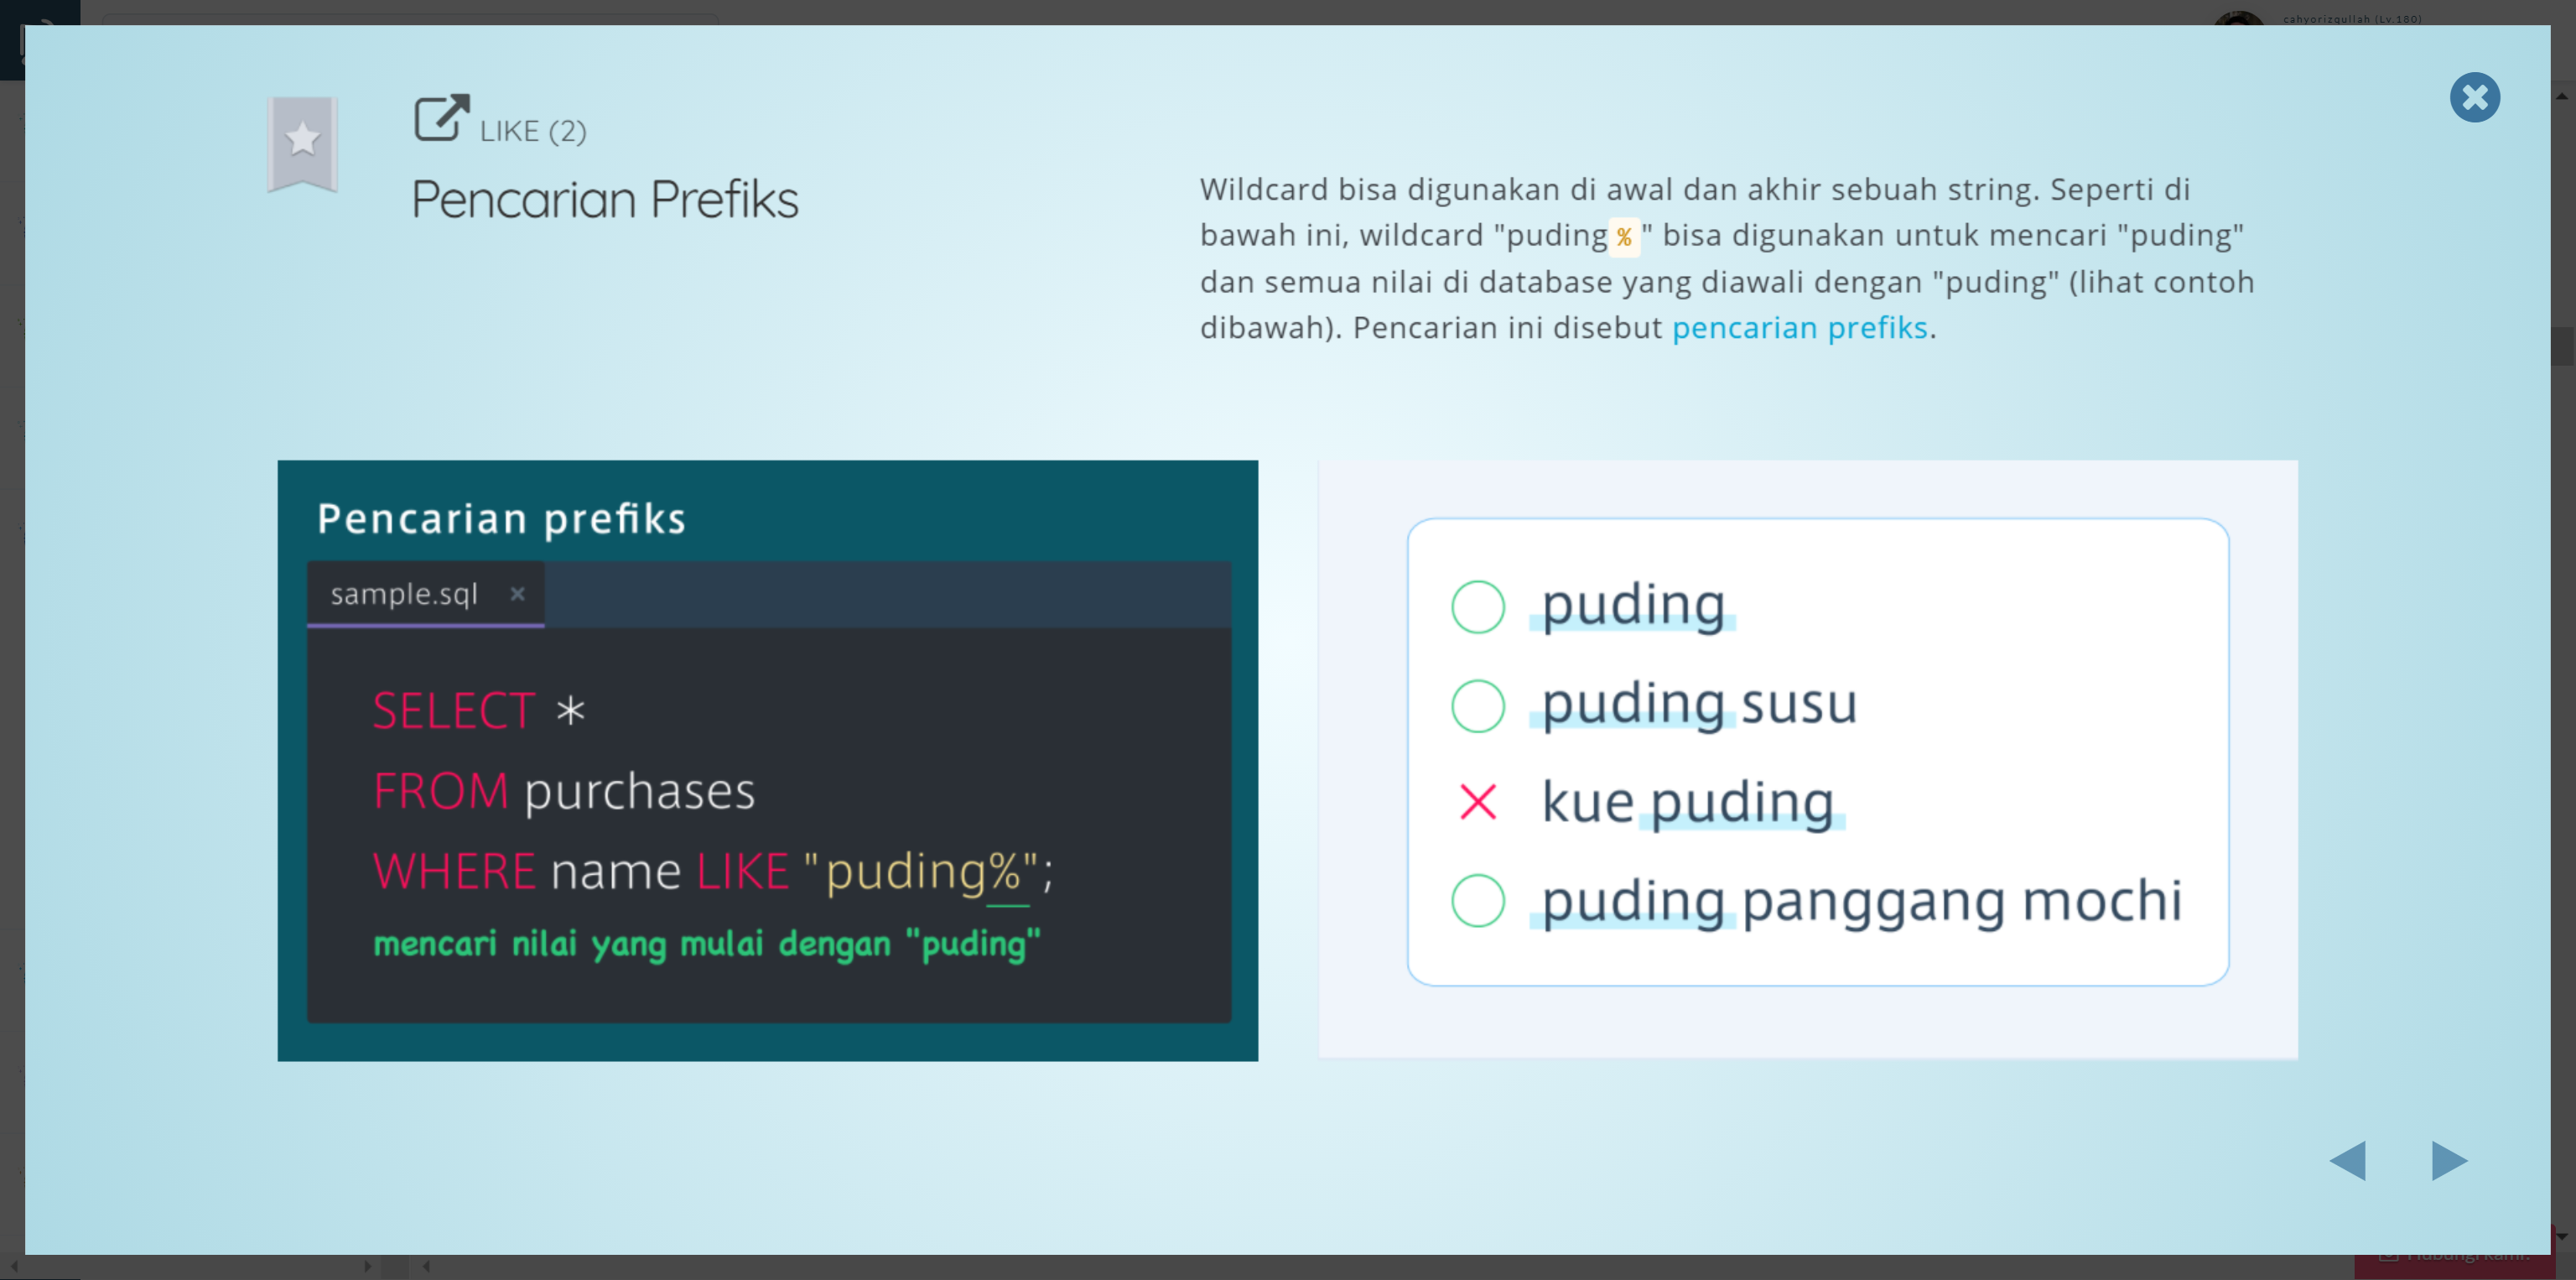 cahyorizqullah (Lv.180)
LIKE (2)
Pencarian Prefiks
Wildcard bisa digunakan di awal dan akhir sebuah string. Seperti di
bawah ini, wildcard "puding%" bisa digunakan untuk mencari "puding"
dan semua nilai di database yang diawali dengan "puding" (lihat contoh
dibawah). Pencarian ini disebut pencarian prefiks.
Pencarian prefiks
sample.sql ×
SELECT *
FROM purchases
WHERE name LIKE "puding%";
mencari nilai yang mulai dengan "puding"
puding
puding susu
kue puding
puding panggang mochi
Hubungi kami.